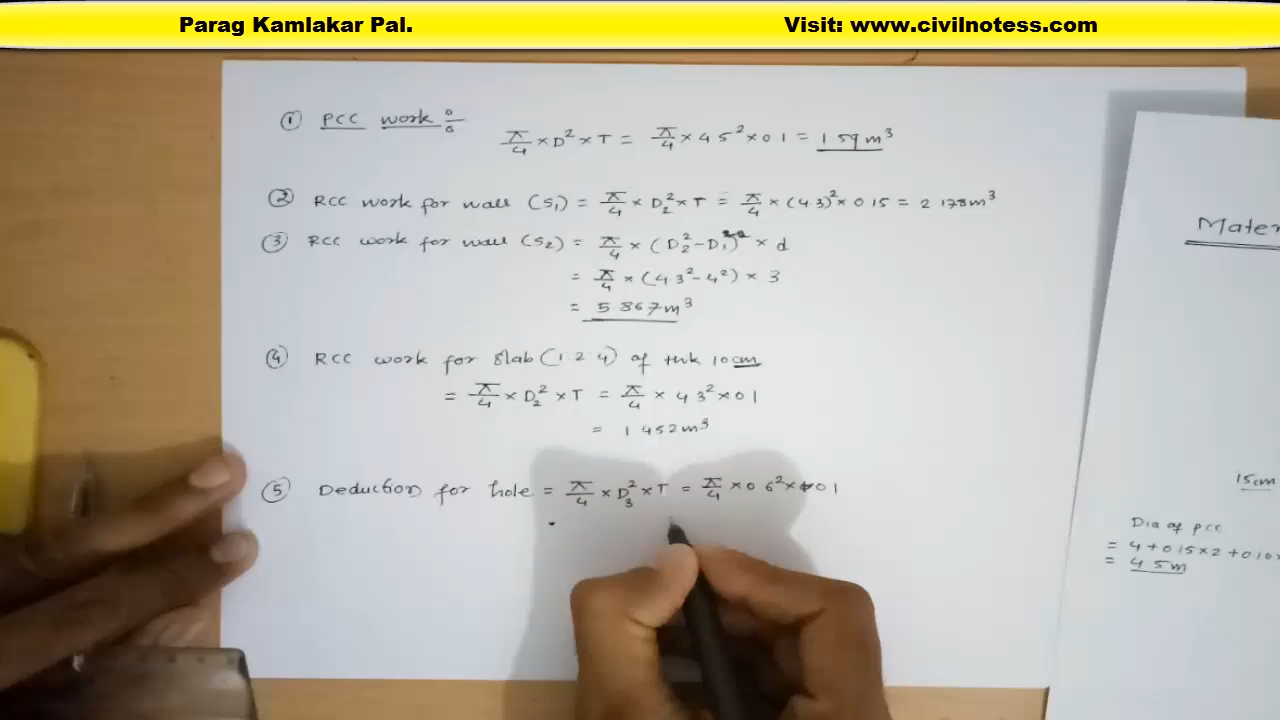 Parag Kamlakar Pal.
Visit: www.civilnotess.com
① PCC work :
π/4 × D² × T = π/4 × 4 5² × 0 1 = 1 59 m³
② RCC work for wall (S₁) = π/4 × D₂² × T = π/4 × (4 3)² × 0 15 = 2 178 m³
③ RCC work for wall (S₂) = π/4 × (D₂² - D₁²) × d
= π/4 × (4 3² - 4²) × 3
= 5 867 m³
④ RCC work for slab (1 2 4) of thk 10 cm
= π/4 × D₂² × T = π/4 × 4 3² × 0 1
= 1 452 m³
⑤ Deduction for hole = π/4 × D₃² × T = π/4 × 0 6² × 0 1
Mater
15cm
Dia of PCC
= 4 + 0 15 × 2 + 0 10 ×
= 4 5 m